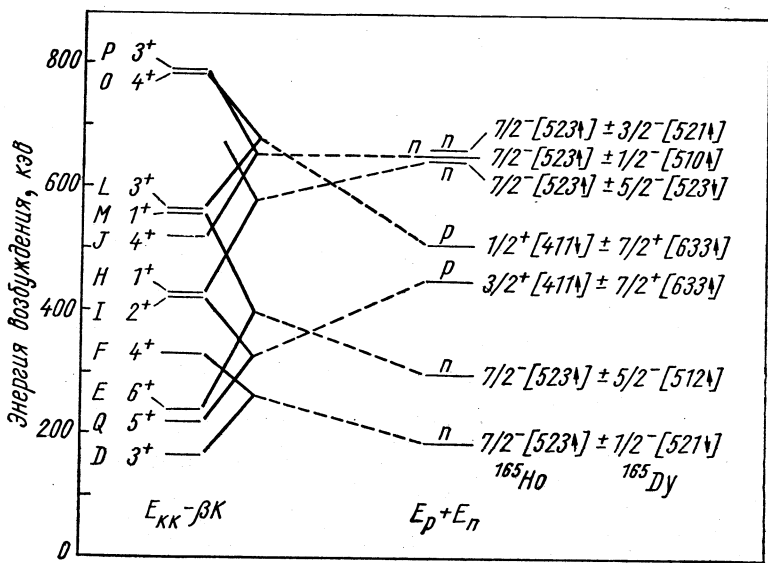 Энергия возбуждения, кэв
800
600
400
200
0
P 3⁺
O 4⁺
L 3⁺
M 1⁺
J 4⁺
H 1⁺
I 2⁺
F 4⁺
E 6⁺
Q 5⁺
D 3⁺
n n 7/2⁻[523↟] ± 3/2⁻[521↟]
7/2⁻[523↟] ± 1/2⁻[510↟]
n 7/2⁻[523↟] ± 5/2⁻[523↟]
p 1/2⁺[411↟] ± 7/2⁺[633↟]
p 3/2⁺[411↟] ± 7/2⁺[633↟]
n 7/2⁻[523↟] ± 5/2⁻[512↟]
n 7/2⁻[523↟] ± 1/2⁻[521↟]
¹⁶⁵Ho ¹⁶⁵Dy
E_KK-βK E_p+E_n